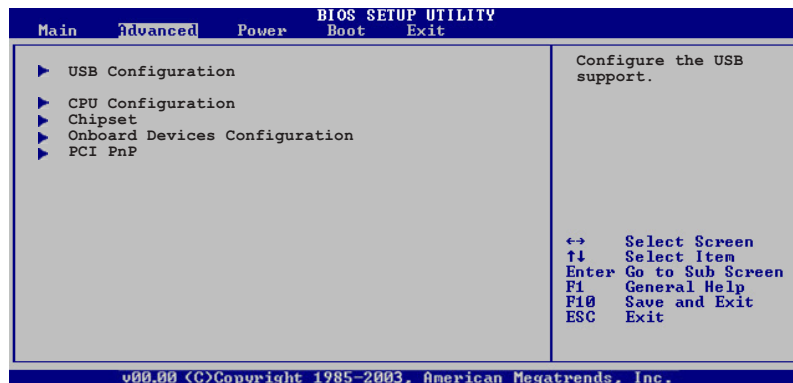 BIOS SETUP UTILITY
Main Advanced Power Boot Exit
USB Configuration
CPU Configuration
Chipset
Onboard Devices Configuration
PCI PnP
Configure the USB
support.
←→ Select Screen
↑↓ Select Item
Enter Go to Sub Screen
F1 General Help
F10 Save and Exit
ESC Exit
v00.00 (C)Copyright 1985-2003, American Megatrends, Inc.